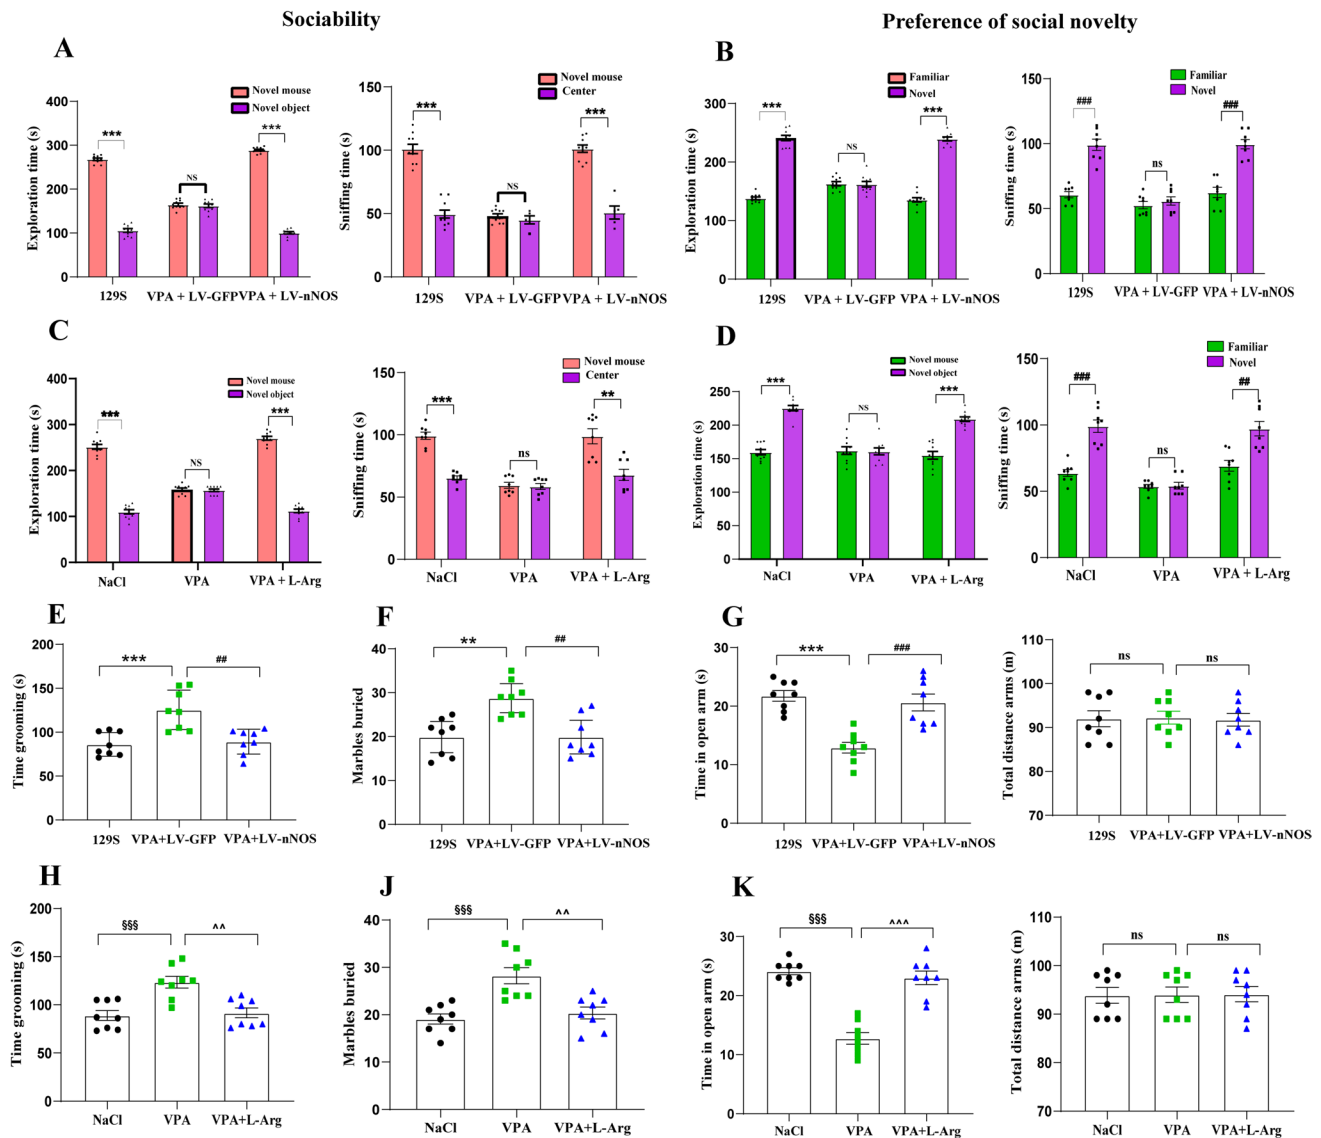 Sociability
Preference of social novelty
A
Exploration time (s)
400
300
200
100
0
Novel mouse
Novel object
***
NS
***
129S
VPA + LV-GFP
VPA + LV-nNOS
Sniffing time (s)
150
100
50
0
Novel mouse
Center
***
NS
***
129S
VPA + LV-GFP
VPA + LV-nNOS
B
Exploration time (s)
300
200
100
0
Familiar
Novel
***
NS
***
129S
VPA + LV-GFP
VPA + LV-nNOS
Sniffing time (s)
150
100
50
0
Familiar
Novel
###
ns
###
129S
VPA + LV-GFP
VPA + LV-nNOS
C
Exploration time (s)
400
300
200
100
0
Novel mouse
Novel object
***
NS
***
NaCl
VPA
VPA + L-Arg
Sniffing time (s)
150
100
50
0
Novel mouse
Center
***
ns
**
NaCl
VPA
VPA + L-Arg
D
Exploration time (s)
250
200
150
100
50
0
Novel mouse
Novel object
***
NS
***
NaCl
VPA
VPA + L-Arg
Sniffing time (s)
150
100
50
0
Familiar
Novel
###
ns
##
NaCl
VPA
VPA + L-Arg
E
Time grooming (s)
200
150
100
50
0
***
##
129S
VPA+LV-GFP
VPA+LV-nNOS
F
Marbles buried
40
30
20
10
0
**
##
129S
VPA+LV-GFP
VPA+LV-nNOS
G
Time in open arm (s)
30
20
10
0
***
###
129S
VPA+LV-GFP
VPA+LV-nNOS
Total distance arms (m)
110
100
90
80
70
ns
ns
129S
VPA+LV-GFP
VPA+LV-nNOS
H
Time grooming (s)
200
150
100
50
0
§§§
^^
NaCl
VPA
VPA+L-Arg
J
Marbles buried
40
30
20
10
0
§§§
^^
NaCl
VPA
VPA+L-Arg
K
Time in open arm (s)
30
20
10
0
§§§
^^^
NaCl
VPA
VPA+L-Arg
Total distance arms (m)
110
100
90
80
70
ns
ns
NaCl
VPA
VPA+L-Arg